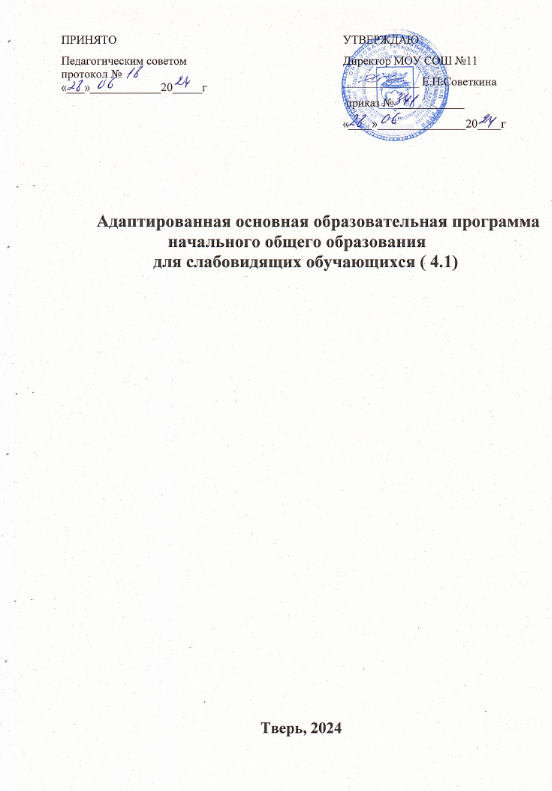 ПРИНЯТО
Педагогическим советом
протокол № 18
«28» 06 2024 г
УТВЕРЖДАЮ
Директор МОУ СОШ №11
Е.Н.Советкина
приказ № 341
«28» 06 2024 г
Адаптированная основная образовательная программа
начального общего образования
для слабовидящих обучающихся ( 4.1)
Тверь, 2024